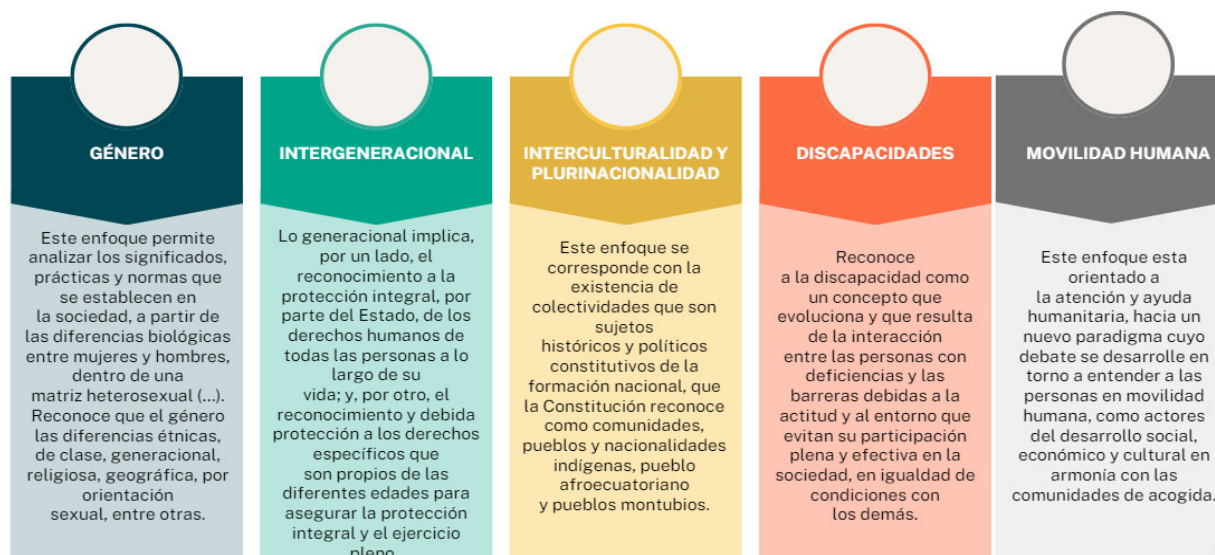 GÉNERO
Este enfoque permite
analizar los significados,
prácticas y normas que
se establecen en
la sociedad, a partir de
las diferencias biológicas
entre mujeres y hombres,
dentro de una
matriz heterosexual (...).
Reconoce que el género
las diferencias étnicas,
de clase, generacional,
religiosa, geográfica, por
orientación
sexual, entre otras.
INTERGENERACIONAL
Lo generacional implica,
por un lado, el
reconocimiento a la
protección integral, por
parte del Estado, de los
derechos humanos de
todas las personas a lo
largo de su
vida; y, por otro, el
reconocimiento y debida
protección a los derechos
específicos que
son propios de las
diferentes edades para
asegurar la protección
integral y el ejercicio
pleno
INTERCULTURALIDAD Y
PLURINACIONALIDAD
Este enfoque se
corresponde con la
existencia de
colectividades que son
sujetos
históricos y políticos
constitutivos de la
formación nacional, que
la Constitución reconoce
como comunidades,
pueblos y nacionalidades
indígenas, pueblo
afroecuatoriano
y pueblos montubios.
DISCAPACIDADES
Reconoce
a la discapacidad como
un concepto que
evoluciona y que resulta
de la interacción
entre las personas con
deficiencias y las
barreras debidas a la
actitud y al entorno que
evitan su participación
plena y efectiva en la
sociedad, en igualdad de
condiciones con
los demás.
MOVILIDAD HUMANA
Este enfoque esta
orientado a
la atención y ayuda
humanitaria, hacia un
nuevo paradigma cuyo
debate se desarrolle en
torno a entender a las
personas en movilidad
humana, como actores
del desarrollo social,
económico y cultural en
armonía con las
comunidades de acogida.